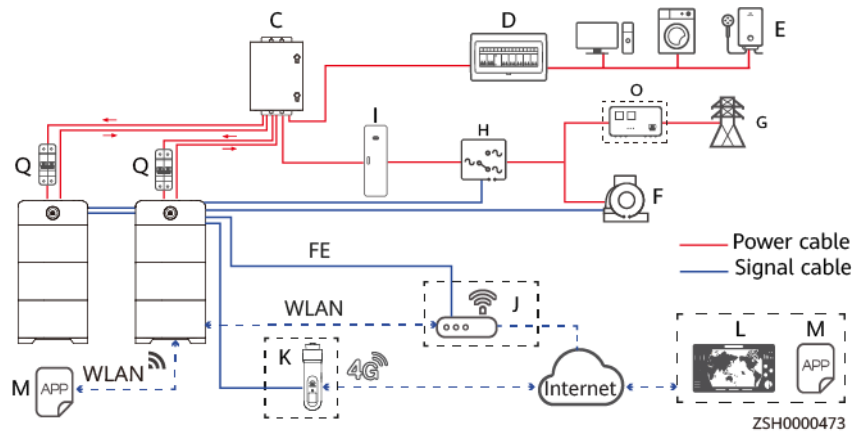 C
D
E
O
I
H
G
Q
Q
F
Power cable
Signal cable
FE
WLAN
J
K
4G
L
M
M
APP
WLAN
Internet
APP
ZSH0000473